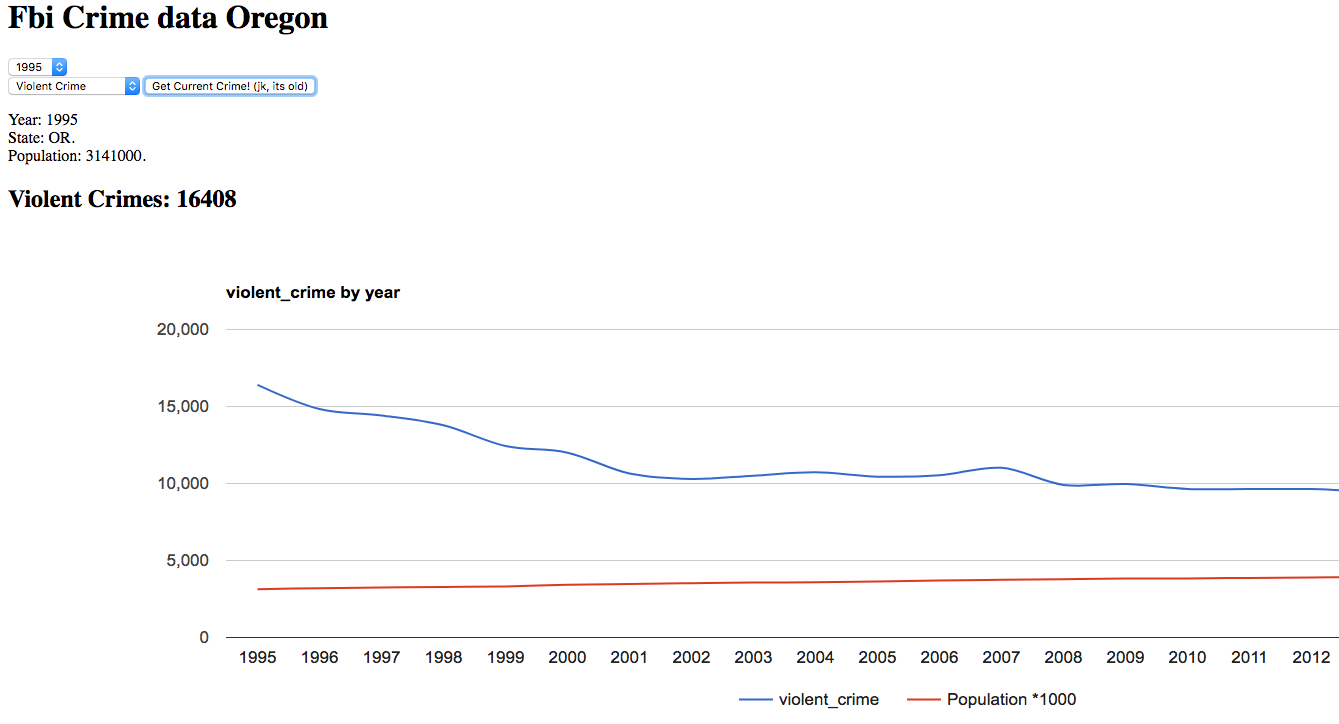 Fbi Crime data Oregon
1995
Violent Crime Get Current Crime! (jk, its old)
Year: 1995
State: OR.
Population: 3141000.
Violent Crimes: 16408
violent_crime by year
20,000
15,000
10,000
5,000
0
1995 1996 1997 1998 1999 2000 2001 2002 2003 2004 2005 2006 2007 2008 2009 2010 2011 2012
violent_crime Population *1000